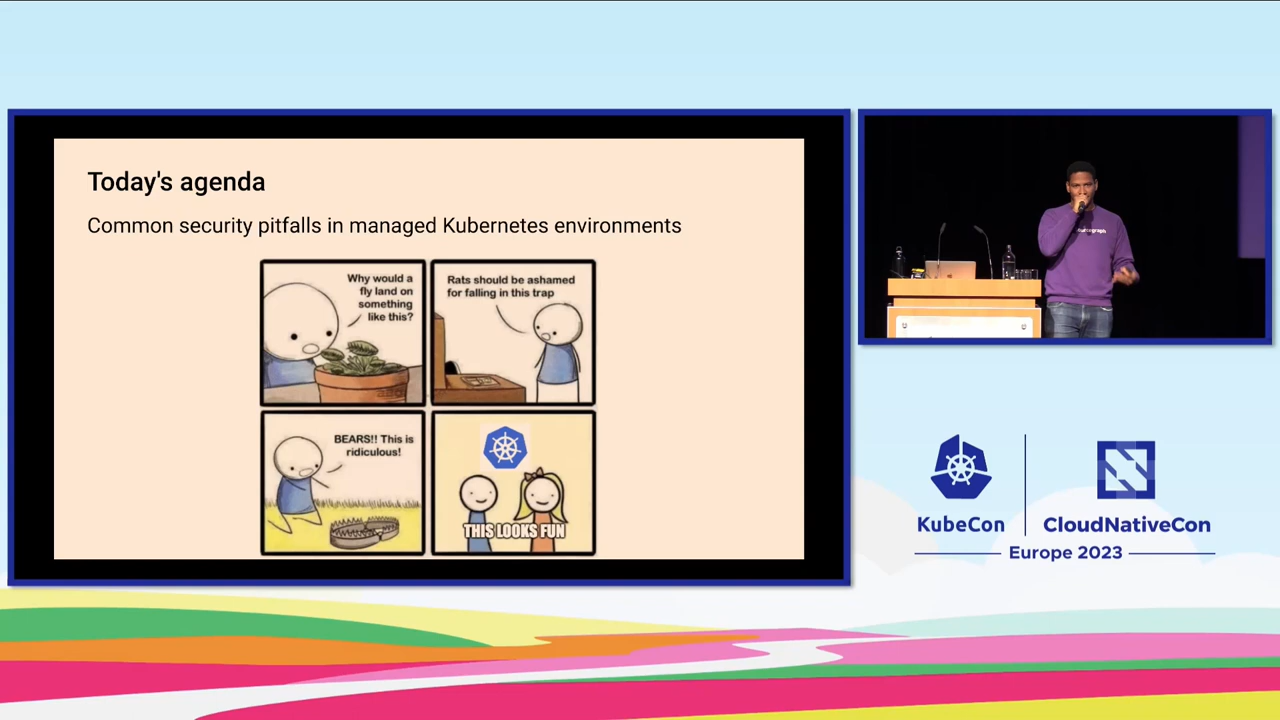 Today's agenda
Common security pitfalls in managed Kubernetes environments
Why would a
fly land on
something
like this?
Rats should be ashamed
for falling in this trap
BEARS!! This is
ridiculous!
THIS LOOKS FUN
KubeCon
CloudNativeCon
Europe 2023